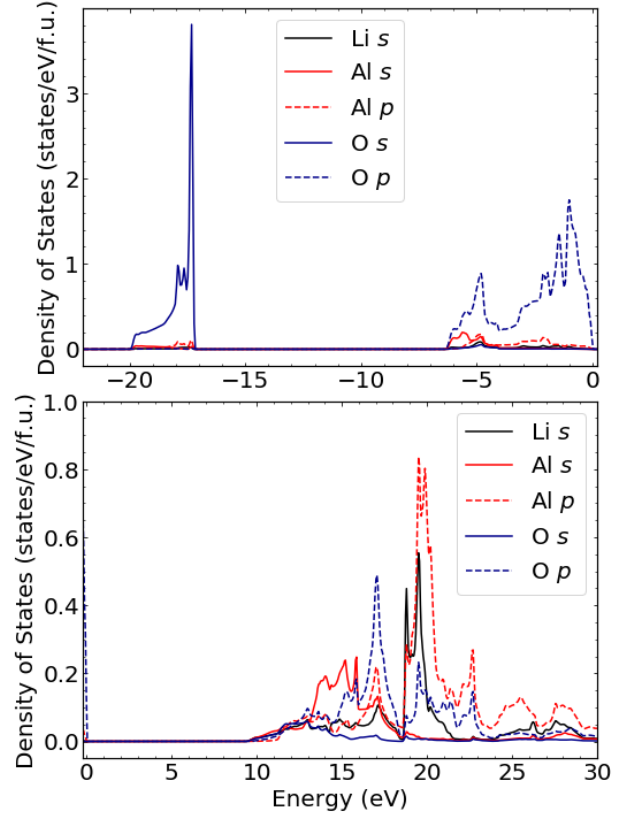 Density of States (states/eV/f.u.)
3
2
1
0
Li s
Al s
Al p
O s
O p
−20 −15 −10 −5 0
Density of States (states/eV/f.u.)
1.0
0.8
0.6
0.4
0.2
0.0
Li s
Al s
Al p
O s
O p
0 5 10 15 20 25 30
Energy (eV)